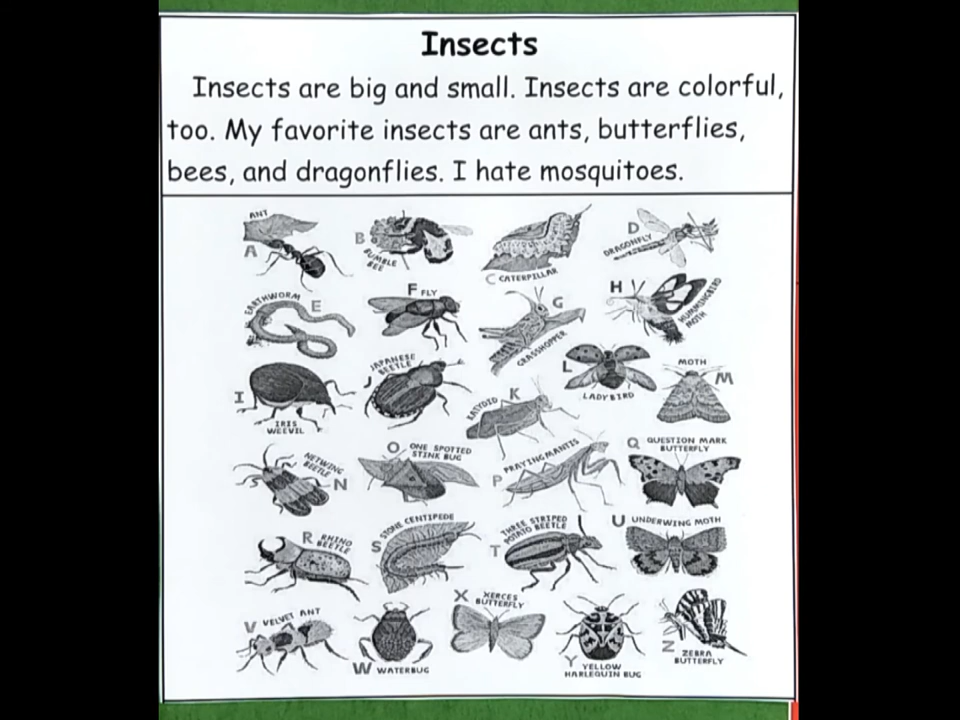 Insects
Insects are big and small. Insects are colorful,
too. My favorite insects are ants, butterflies,
bees, and dragonflies. I hate mosquitoes.
ANT
A
B
BUMBLE
BEE
C CATERPILLAR
D
DRAGONFLY
EARTHWORM E
F FLY
G
GRASSHOPPER
H
HUMMINGBIRD
MOTH
I
IRIS
WEEVIL
JAPANESE
BEETLE
J
K
KATYDID
L
LADYBIRD
MOTH
M
NETWING
BEETLE
N
O ONE SPOTTED
STINK BUG
P PRAYING MANTIS
Q QUESTION MARK
BUTTERFLY
R RHINO
BEETLE
S STONE CENTIPEDE
T THREE STRIPED
POTATO BEETLE
U UNDERWING MOTH
V VELVET ANT
W WATERBUG
X XERCES
BUTTERFLY
Y YELLOW
HARLEQUIN BUG
Z ZEBRA
BUTTERFLY